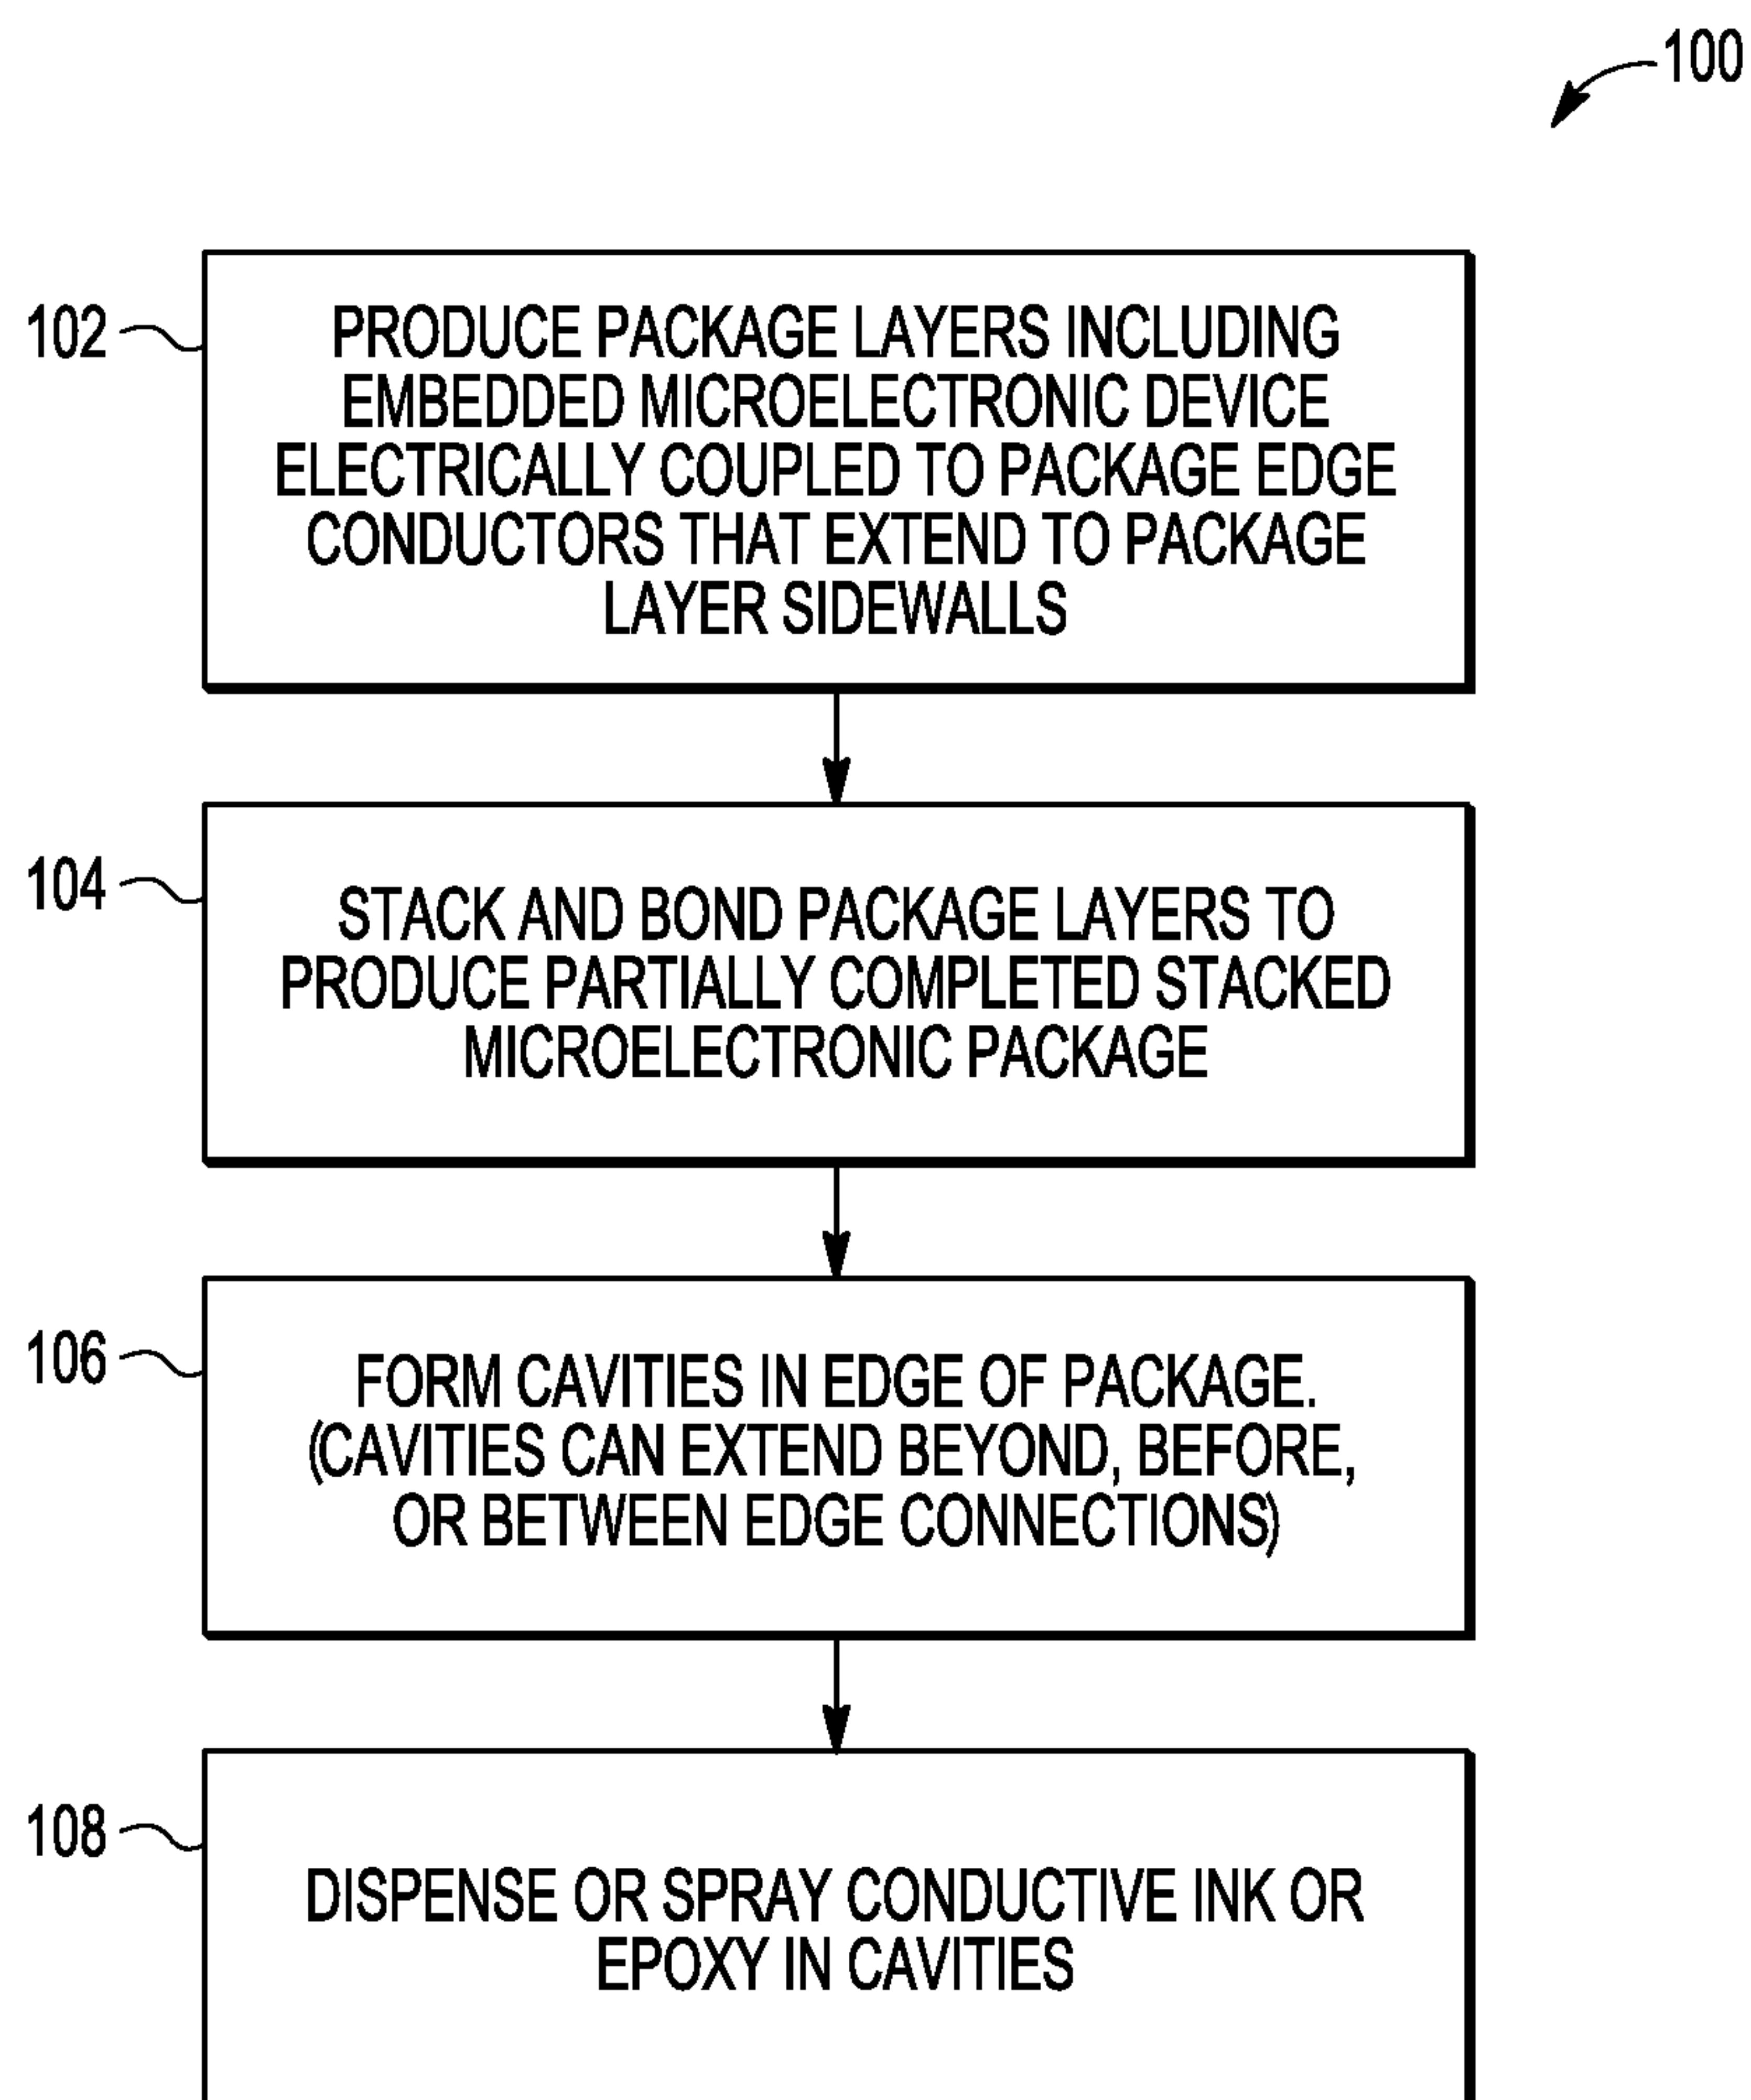 100
102
PRODUCE PACKAGE LAYERS INCLUDING
EMBEDDED MICROELECTRONIC DEVICE
ELECTRICALLY COUPLED TO PACKAGE EDGE
CONDUCTORS THAT EXTEND TO PACKAGE
LAYER SIDEWALLS
104
STACK AND BOND PACKAGE LAYERS TO
PRODUCE PARTIALLY COMPLETED STACKED
MICROELECTRONIC PACKAGE
106
FORM CAVITIES IN EDGE OF PACKAGE.
(CAVITIES CAN EXTEND BEYOND, BEFORE,
OR BETWEEN EDGE CONNECTIONS)
108
DISPENSE OR SPRAY CONDUCTIVE INK OR
EPOXY IN CAVITIES